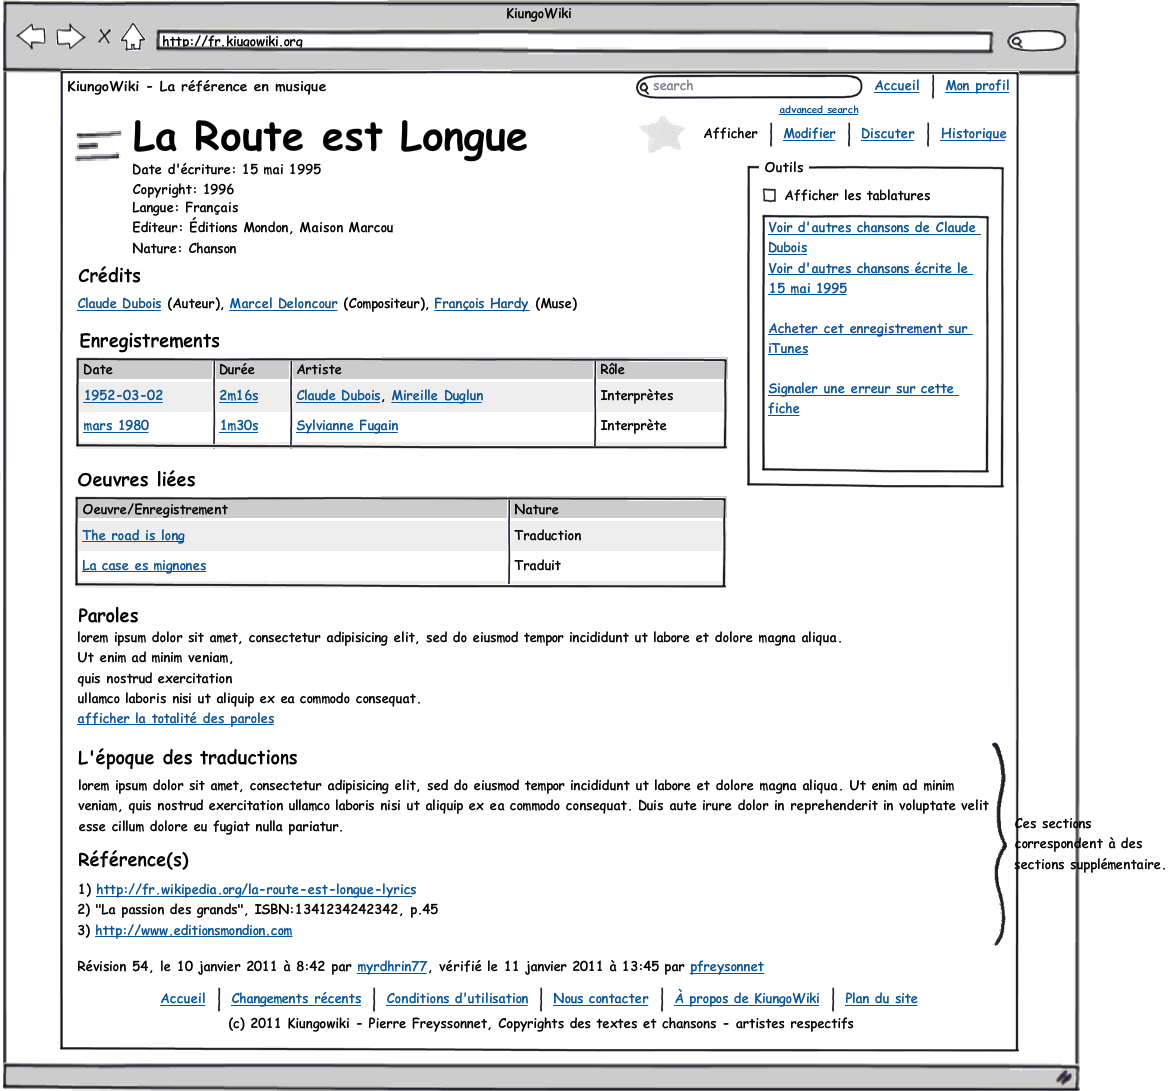 KiungoWiki
http://fr.kiugowiki.org
KiungoWiki - La référence en musique
search
Accueil
Mon profil
advanced search
La Route est Longue
Afficher
Modifier
Discuter
Historique
Date d'écriture: 15 mai 1995
Copyright: 1996
Langue: Français
Editeur: Éditions Mondon, Maison Marcou
Nature: Chanson
Outils
Afficher les tablatures
Voir d'autres chansons de Claude
Dubois
Voir d'autres chansons écrite le
15 mai 1995
Acheter cet enregistrement sur
iTunes
Signaler une erreur sur cette
fiche
Crédits
Claude Dubois (Auteur), Marcel Deloncour (Compositeur), François Hardy (Muse)
Enregistrements
Date Durée Artiste Rôle
1952-03-02 2m16s Claude Dubois, Mireille Duglun Interprètes
mars 1980 1m30s Sylvianne Fugain Interprète
Oeuvres liées
Oeuvre/Enregistrement Nature
The road is long Traduction
La case es mignones Traduit
Paroles
lorem ipsum dolor sit amet, consectetur adipisicing elit, sed do eiusmod tempor incididunt ut labore et dolore magna aliqua.
Ut enim ad minim veniam,
quis nostrud exercitation
ullamco laboris nisi ut aliquip ex ea commodo consequat.
afficher la totalité des paroles
L'époque des traductions
lorem ipsum dolor sit amet, consectetur adipisicing elit, sed do eiusmod tempor incididunt ut labore et dolore magna aliqua. Ut enim ad minim
veniam, quis nostrud exercitation ullamco laboris nisi ut aliquip ex ea commodo consequat. Duis aute irure dolor in reprehenderit in voluptate velit
esse cillum dolore eu fugiat nulla pariatur.
Ces sections
correspondent à des
sections supplémentaire.
Référence(s)
1) http://fr.wikipedia.org/la-route-est-longue-lyrics
2) "La passion des grands", ISBN:1341234242342, p.45
3) http://www.editionsmondion.com
Révision 54, le 10 janvier 2011 à 8:42 par myrdhrin77, vérifié le 11 janvier 2011 à 13:45 par pfreysonnet
Accueil Changements récents Conditions d'utilisation Nous contacter À propos de KiungoWiki Plan du site
(c) 2011 Kiungowiki - Pierre Freyssonnet, Copyrights des textes et chansons - artistes respectifs